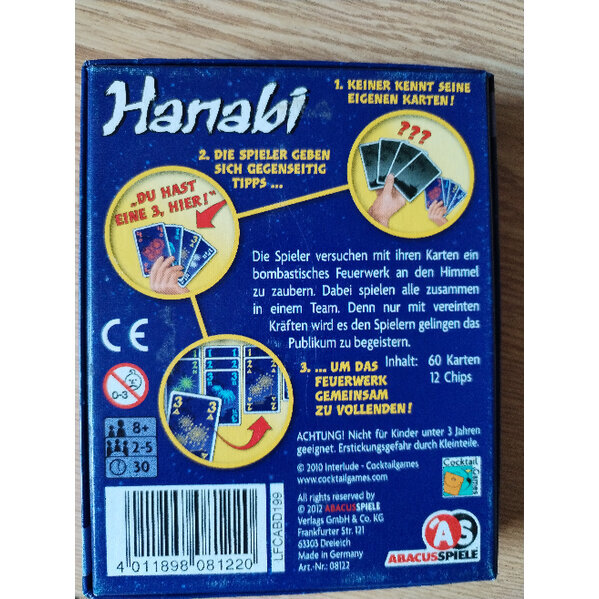 Hanabi
1. KEINER KENNT SEINE
EIGENEN KARTEN!
???
2. DIE SPIELER GEBEN
SICH GEGENSEITIG
TIPPS ...
„DU HAST
EINE 3, HIER!"
Die Spieler versuchen mit ihren Karten ein
bombastisches Feuerwerk an den Himmel
zu zaubern. Dabei spielen alle zusammen
in einem Team. Denn nur mit vereinten
Kräften wird es den Spielern gelingen das
Publikum zu begeistern.
CE
0-3
8+
2-5
30
3. ... UM DAS
FEUERWERK
GEMEINSAM
ZU VOLLENDEN!
Inhalt: 60 Karten
12 Chips
ACHTUNG! Nicht für Kinder unter 3 Jahren
geeignet. Erstickungsgefahr durch Kleinteile.
© 2010 Interlude - Cocktailgames
www.cocktailgames.com
Cocktail
Games
All rights reserved by
© 2012 ABACUSSPIELE
Verlags GmbH & Co. KG
Frankfurter Str. 121
63303 Dreieich
Made in Germany
Art.-Nr.: 08122
AS
ABACUSSPIELE
LFCABD199
4 011898 081220